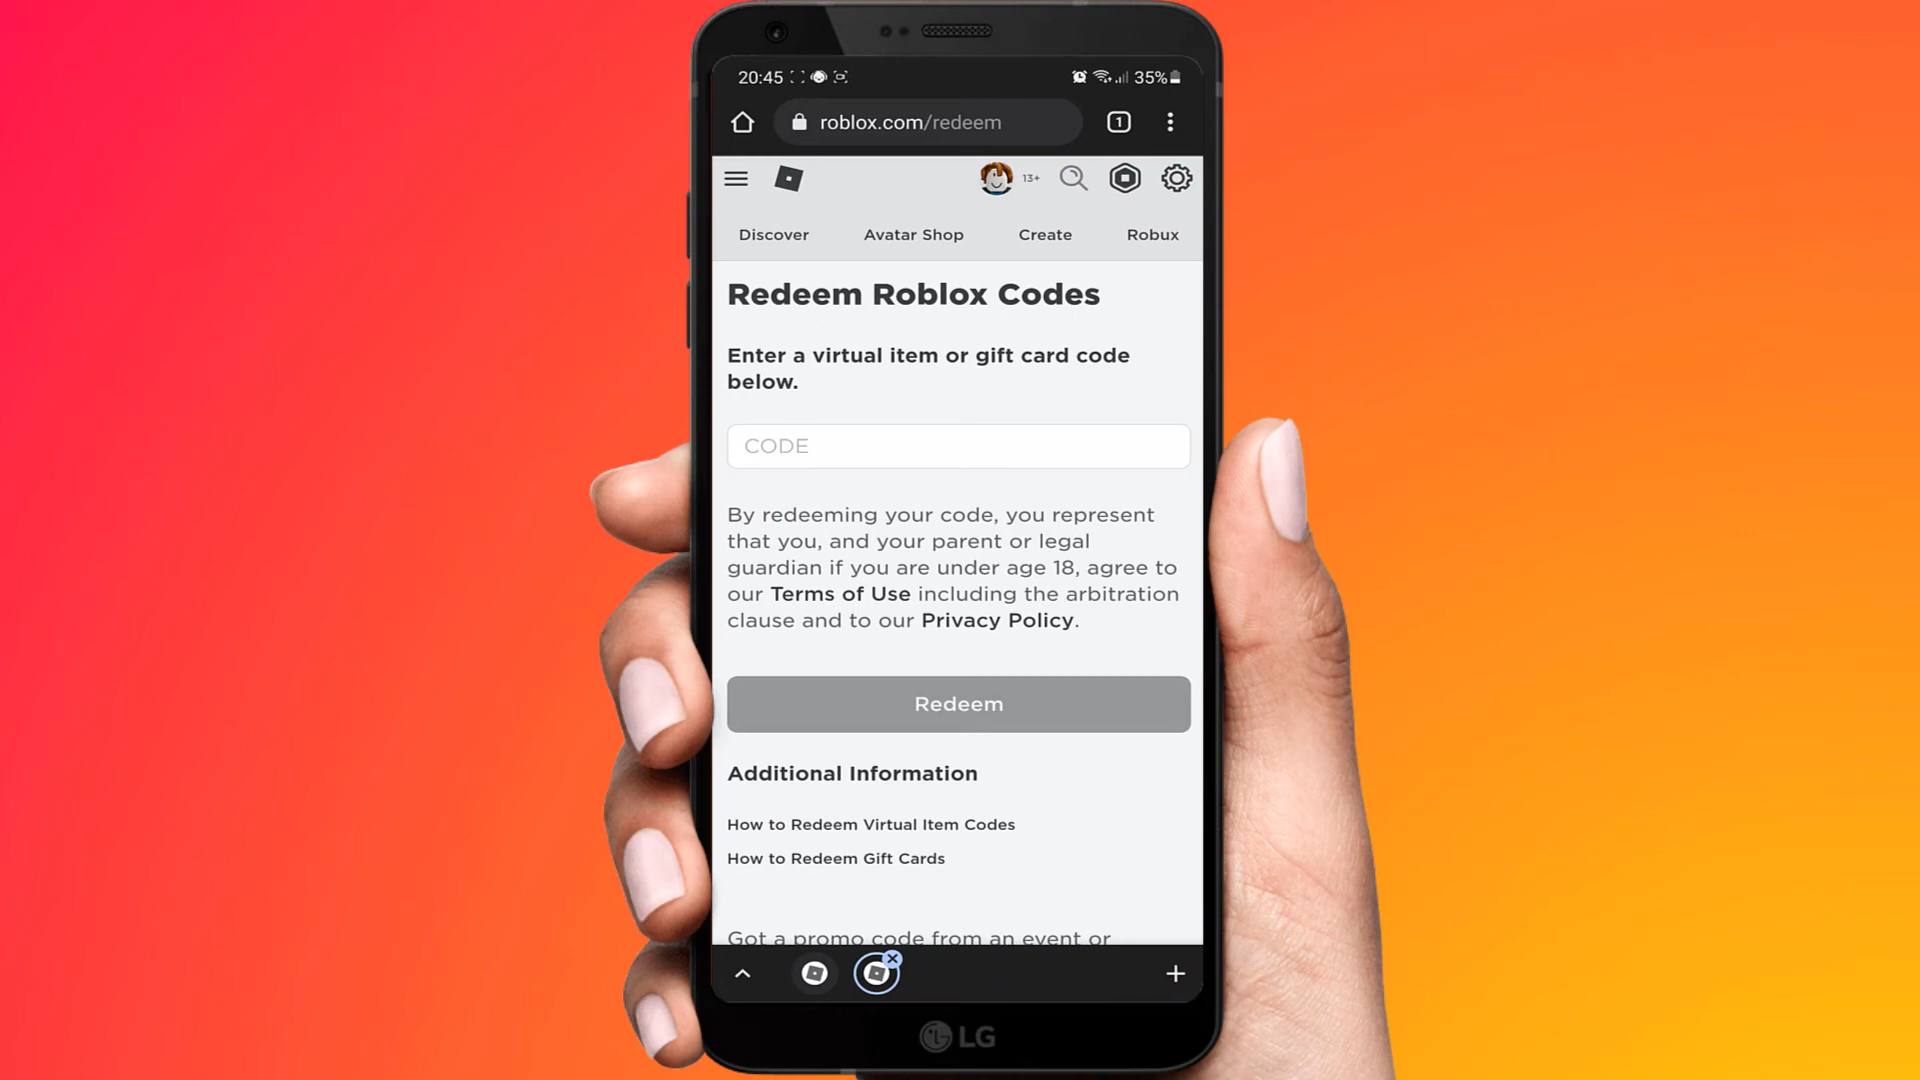 20:45
35%
roblox.com/redeem
1
13+
Discover Avatar Shop Create Robux
Redeem Roblox Codes
Enter a virtual item or gift card code
below.
CODE
By redeeming your code, you represent
that you, and your parent or legal
guardian if you are under age 18, agree to
our Terms of Use including the arbitration
clause and to our Privacy Policy.
Redeem
Additional Information
How to Redeem Virtual Item Codes
How to Redeem Gift Cards
Got a promo code from an event or
LG